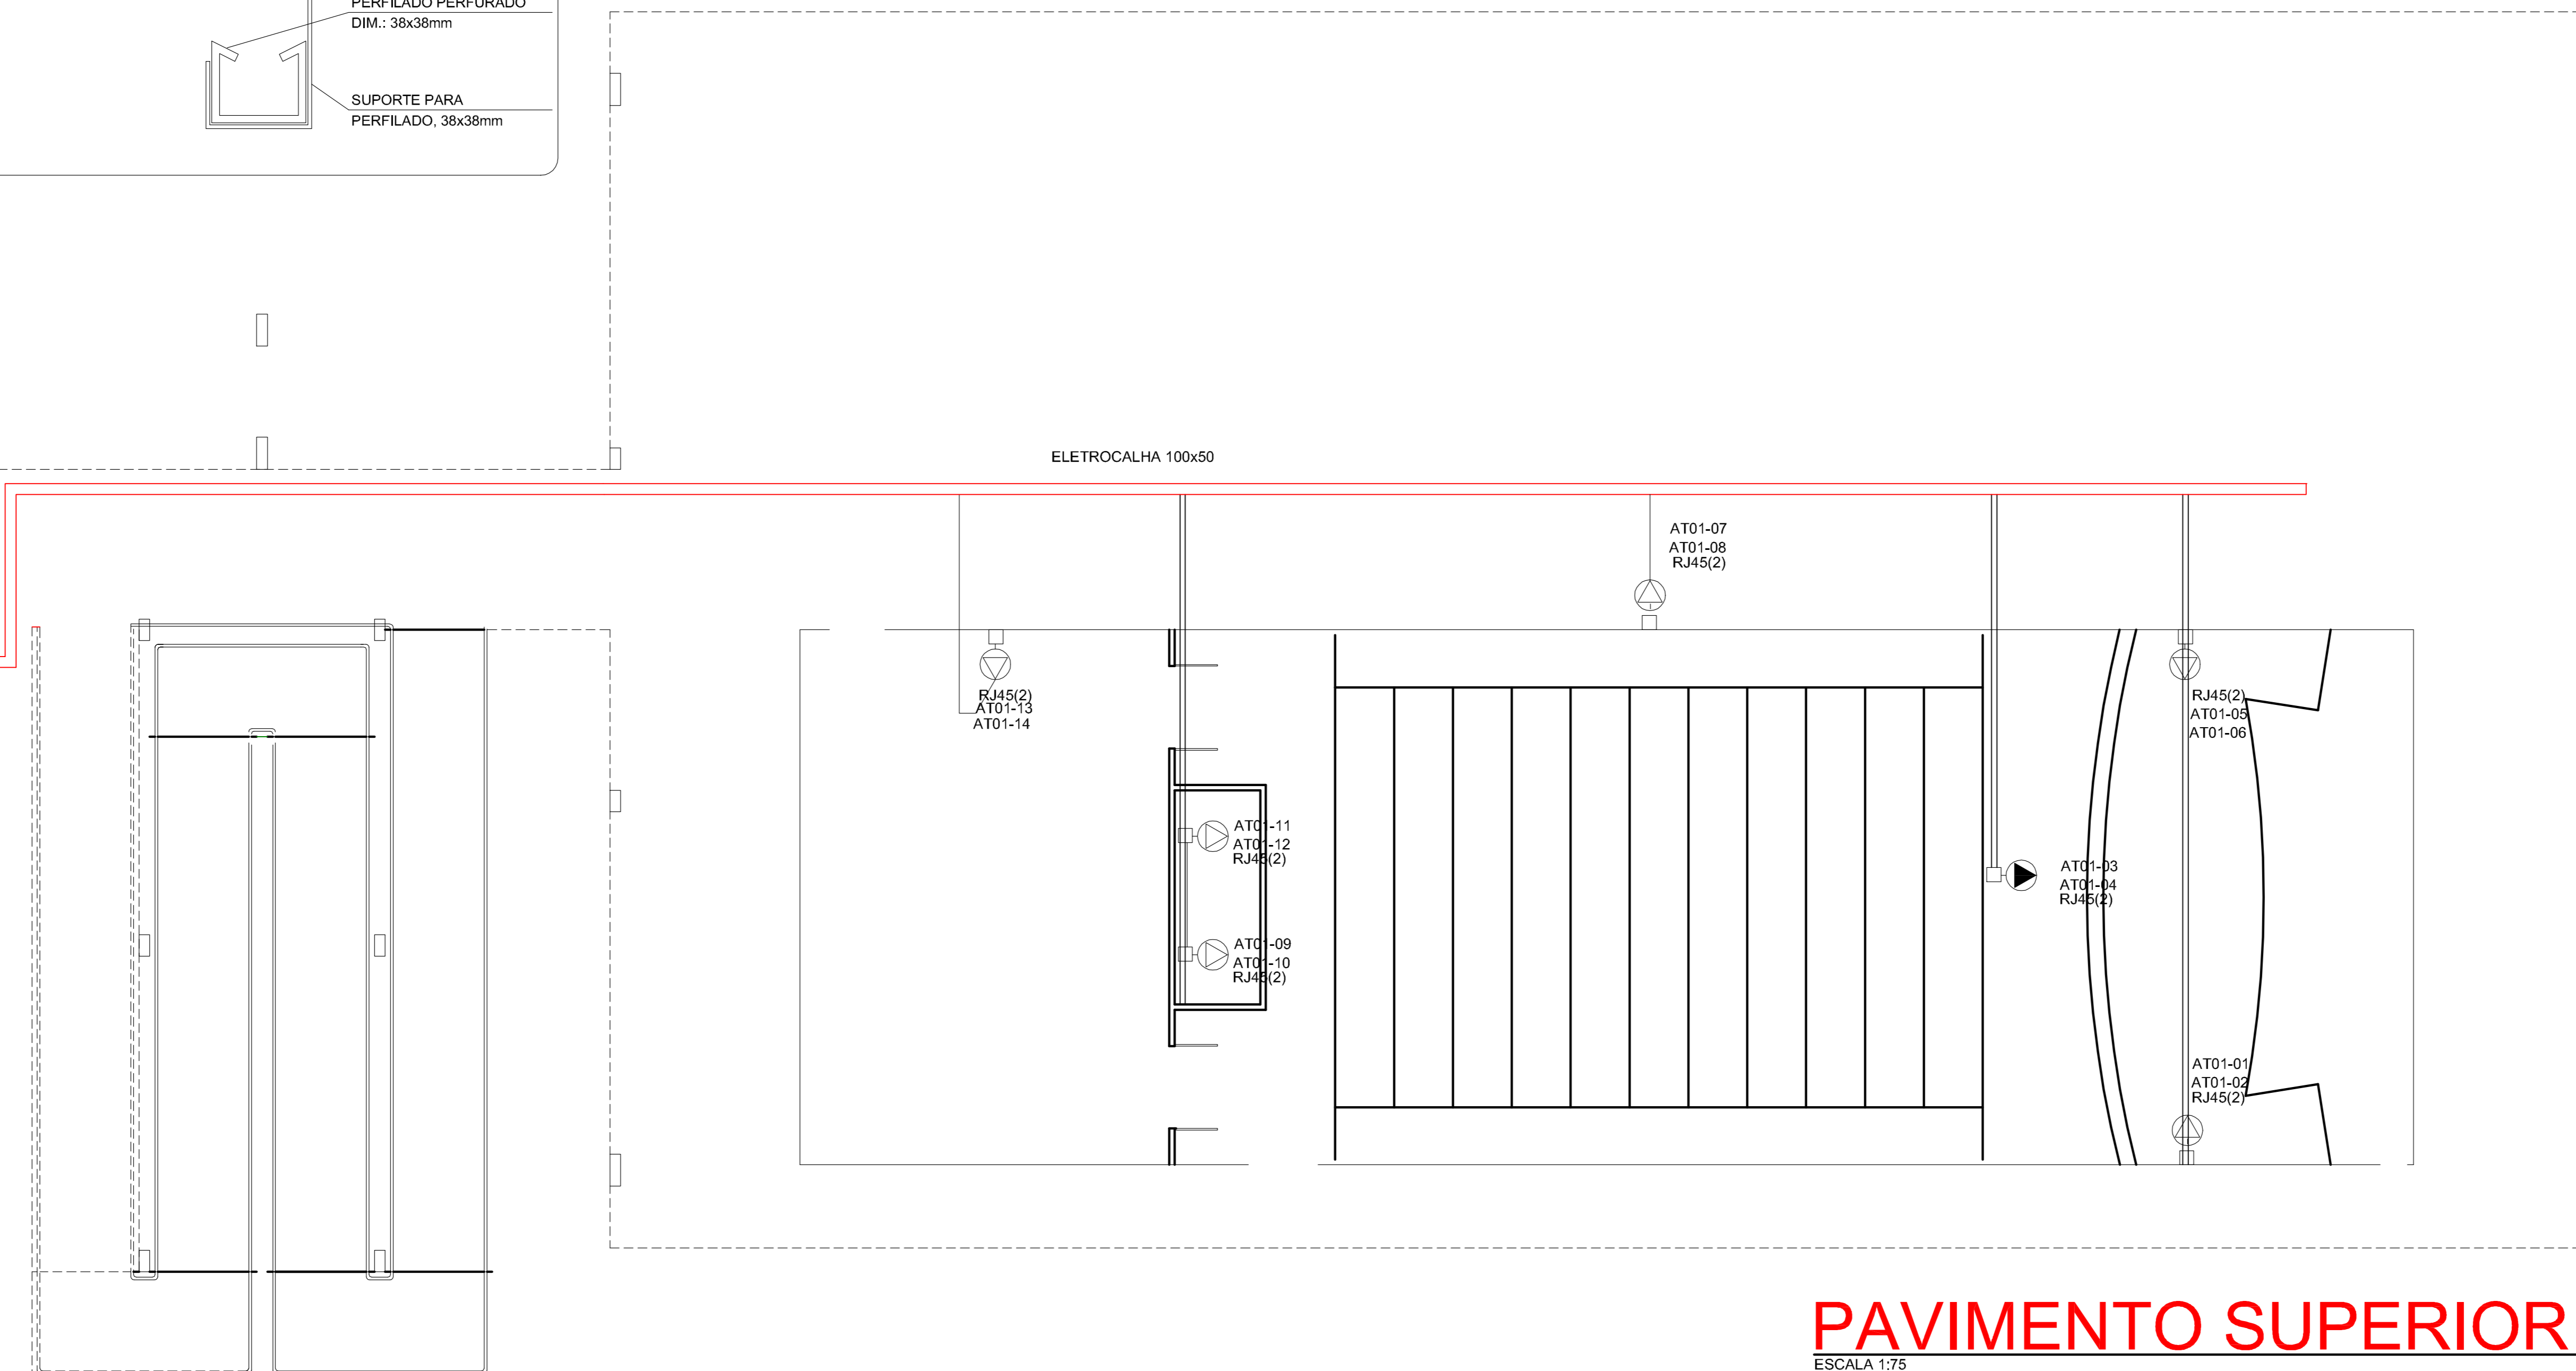 PERFILADO PERFURADO
DIM.: 38x38mm
SUPORTE PARA
PERFILADO, 38x38mm
ELETROCALHA 100x50
AT01-07
AT01-08
RJ45(2)
RJ45(2)
AT01-13
AT01-14
RJ45(2)
AT01-05
AT01-06
AT01-11
AT01-12
RJ45(2)
AT01-03
AT01-04
RJ45(2)
AT01-09
AT01-10
RJ45(2)
AT01-01
AT01-02
RJ45(2)
PAVIMENTO SUPERIOR
ESCALA 1:75